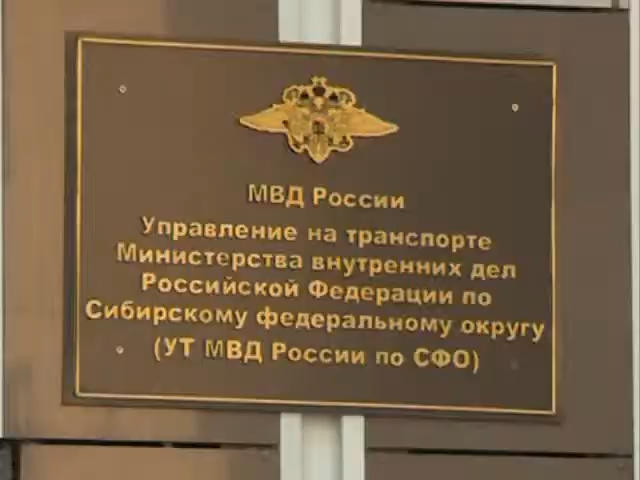 МВД России
Управление на транспорте
Министерства внутренних дел
Российской Федерации по
Сибирскому федеральному округу
(УТ МВД России по СФО)